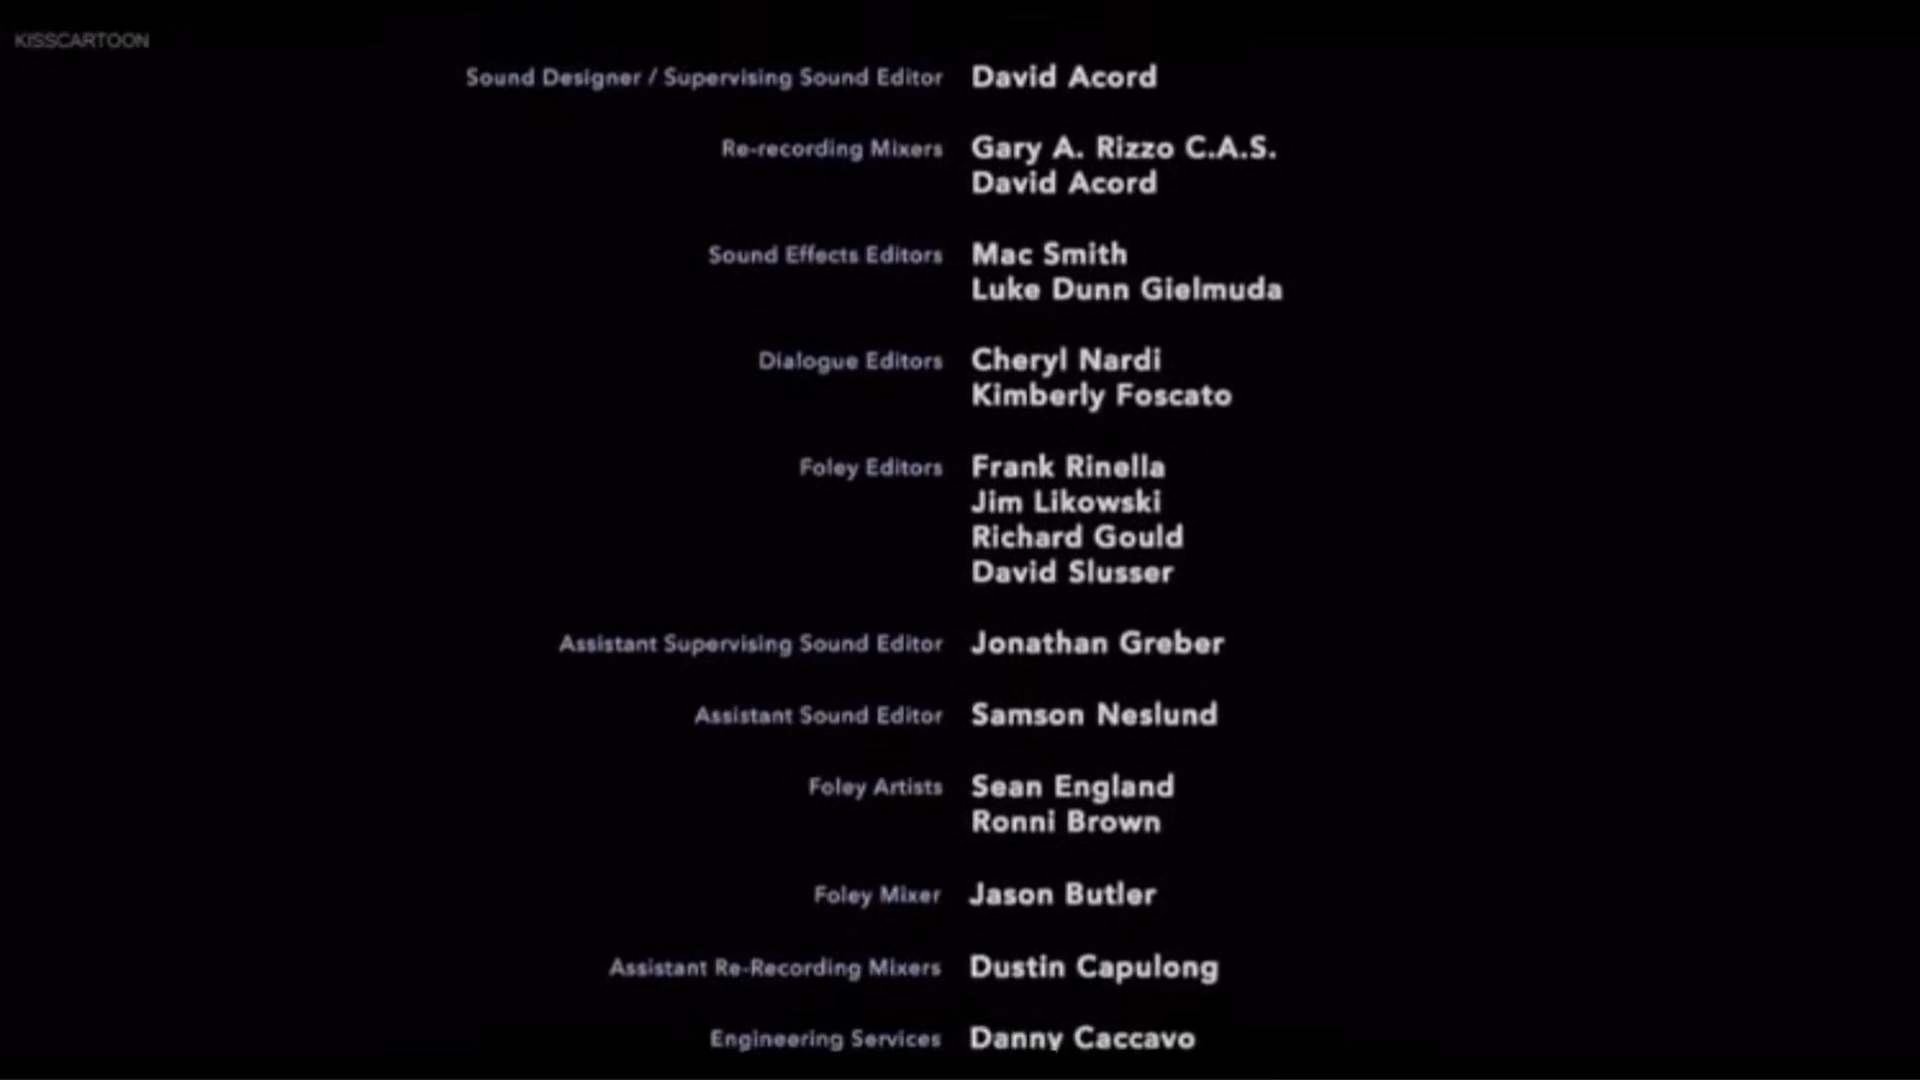 KISSCARTOON
Sound Designer / Supervising Sound Editor David Acord
Re-recording Mixers Gary A. Rizzo C.A.S.
David Acord
Sound Effects Editors Mac Smith
Luke Dunn Gielmuda
Dialogue Editors Cheryl Nardi
Kimberly Foscato
Foley Editors Frank Rinella
Jim Likowski
Richard Gould
David Slusser
Assistant Supervising Sound Editor Jonathan Greber
Assistant Sound Editor Samson Neslund
Foley Artists Sean England
Ronni Brown
Foley Mixer Jason Butler
Assistant Re-Recording Mixers Dustin Capulong
Engineering Services Danny Caccavo